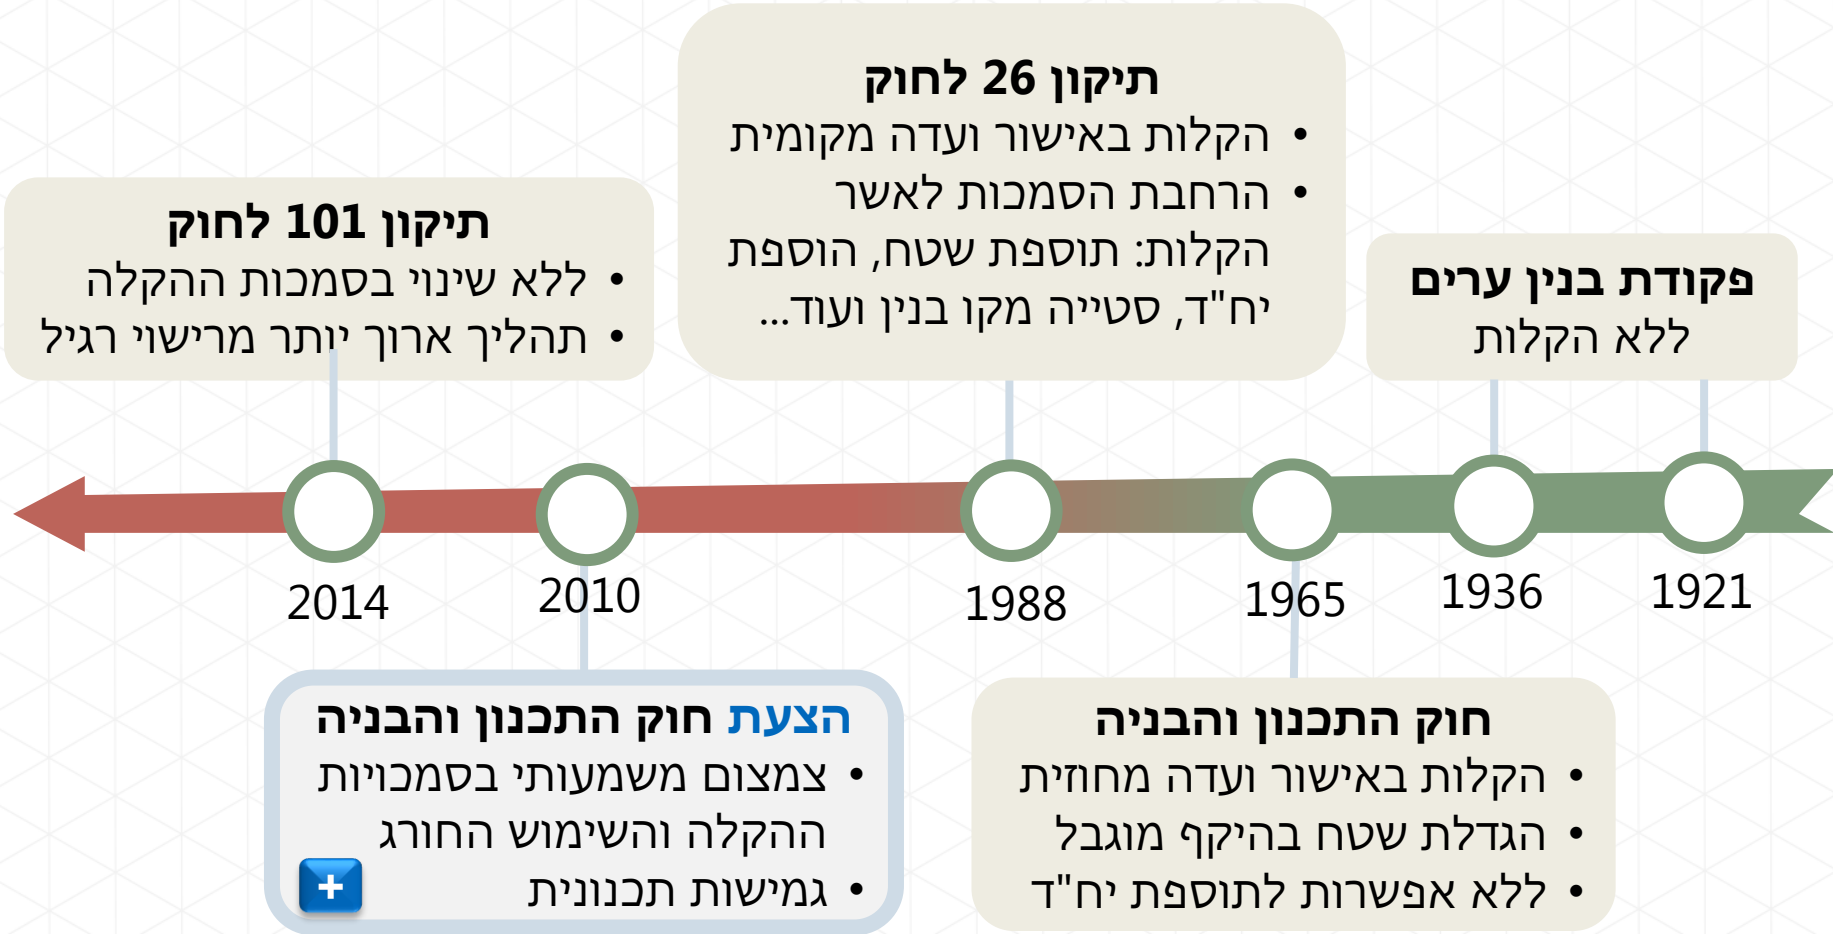 פקודת בנין ערים
ללא הקלות
תיקון 26 לחוק
• הקלות באישור ועדה מקומית
• הרחבת הסמכות לאשר
הקלות: תוספת שטח, הוספת
יח"ד, סטייה מקו בנין ועוד...
תיקון 101 לחוק
• ללא שינוי בסמכות ההקלה
• תהליך ארוך יותר מרישוי רגיל
1921
1936
1965
1988
2010
2014
חוק התכנון והבניה
• הקלות באישור ועדה מחוזית
• הגדלת שטח בהיקף מוגבל
• ללא אפשרות לתוספת יח"ד
הצעת חוק התכנון והבניה
• צמצום משמעותי בסמכויות
ההקלה והשימוש החורג
• גמישות תכנונית
+